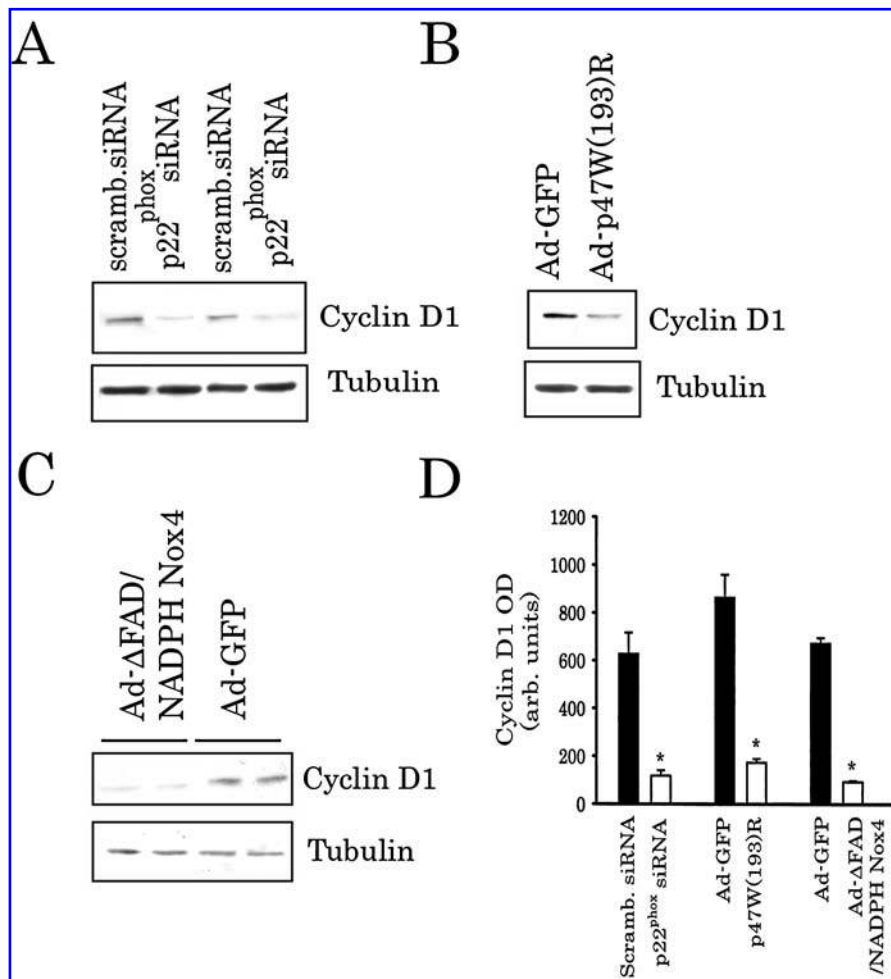 A
scramb.siRNA
p22phox siRNA
scramb.siRNA
p22phox siRNA
Cyclin D1
Tubulin
B
Ad-GFP
Ad-p47W(193)R
Cyclin D1
Tubulin
C
Ad-ΔFAD/
NADPH Nox4
Ad-GFP
Cyclin D1
Tubulin
D
Cyclin D1 OD
(arb. units)
1200
1000
800
600
400
200
0
*
*
*
Scramb. siRNA
p22phox siRNA
Ad-GFP
p47W(193)R
Ad-GFP
Ad-ΔFAD
/NADPH Nox4